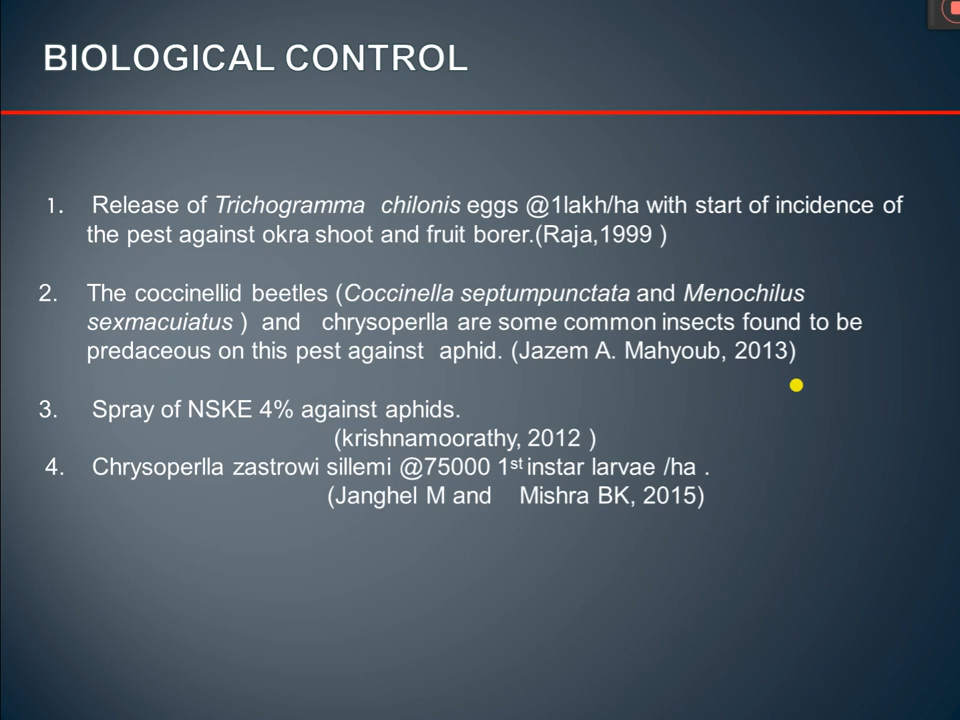 BIOLOGICAL CONTROL
1. Release of Trichogramma chilonis eggs @1lakh/ha with start of incidence of
the pest against okra shoot and fruit borer.(Raja,1999 )
2. The coccinellid beetles (Coccinella septumpunctata and Menochilus
sexmacuiatus ) and chrysoperlla are some common insects found to be
predaceous on this pest against aphid. (Jazem A. Mahyoub, 2013)
3. Spray of NSKE 4% against aphids.
(krishnamoorathy, 2012 )
4. Chrysoperlla zastrowi sillemi @75000 1st instar larvae /ha .
(Janghel M and Mishra BK, 2015)